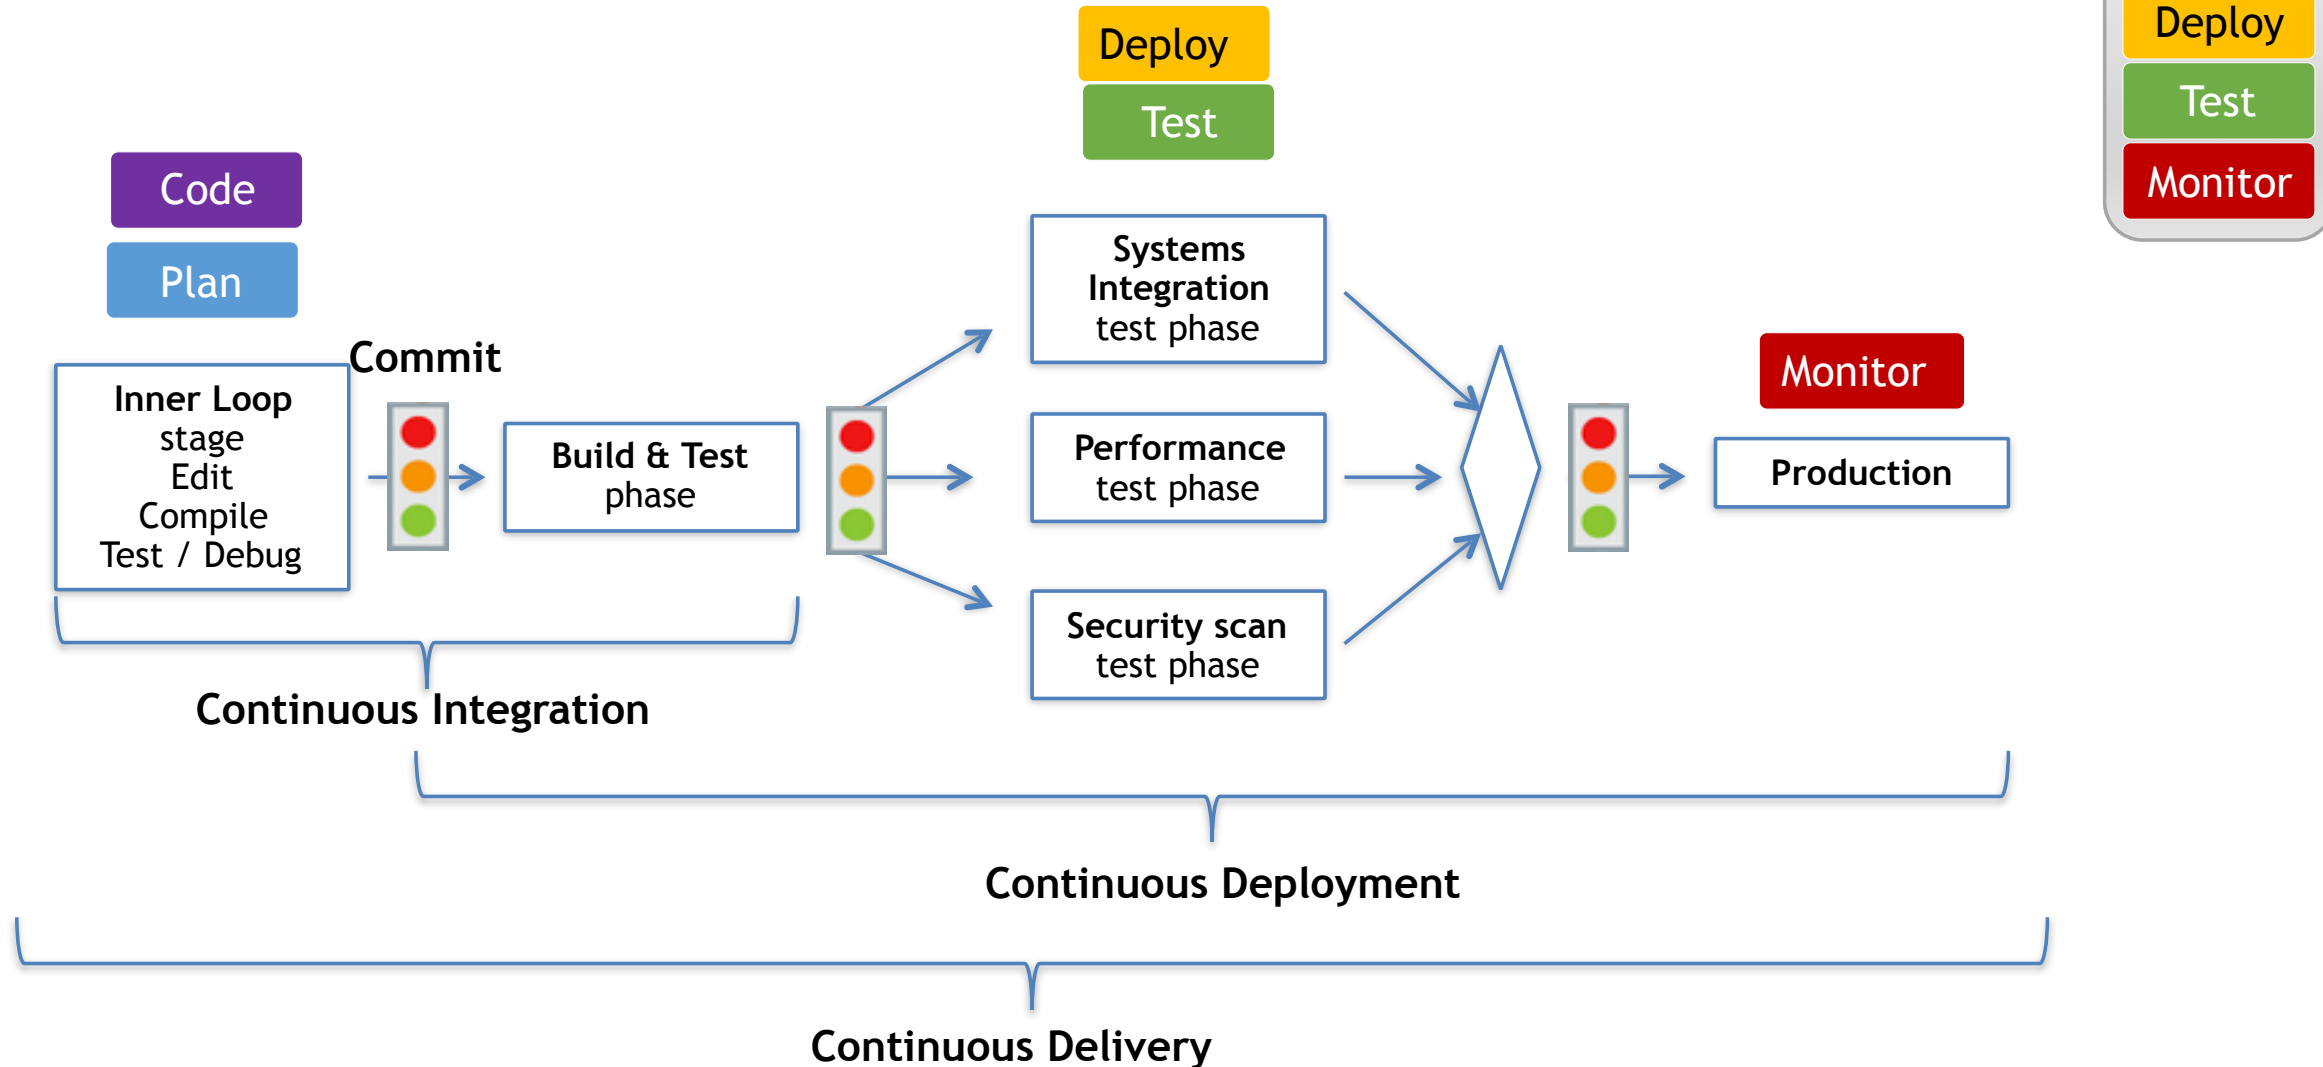 Deploy
Test
Code
Plan
Commit
Inner Loop
stage
Edit
Compile
Test / Debug
Build & Test
phase
Systems
Integration
test phase
Performance
test phase
Security scan
test phase
Monitor
Production
Deploy
Test
Monitor
Continuous Integration
Continuous Deployment
Continuous Delivery